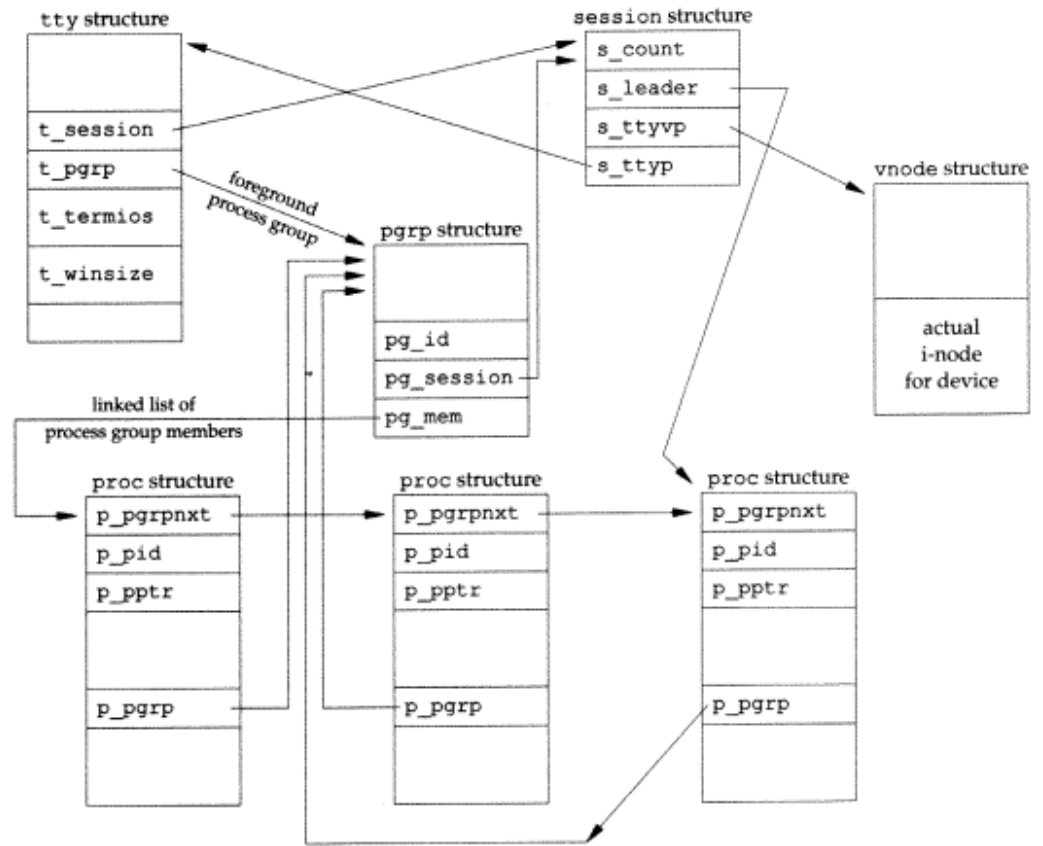 tty structure
t_session
t_pgrp
t_termios
t_winsize
foreground
process group
session structure
s_count
s_leader
s_ttyvp
s_ttyp
vnode structure
actual
i-node
for device
pgrp structure
pg_id
pg_session
pg_mem
linked list of
process group members
proc structure
p_pgrpnxt
p_pid
p_pptr
p_pgrp
proc structure
p_pgrpnxt
p_pid
p_pptr
p_pgrp
proc structure
p_pgrpnxt
p_pid
p_pptr
p_pgrp